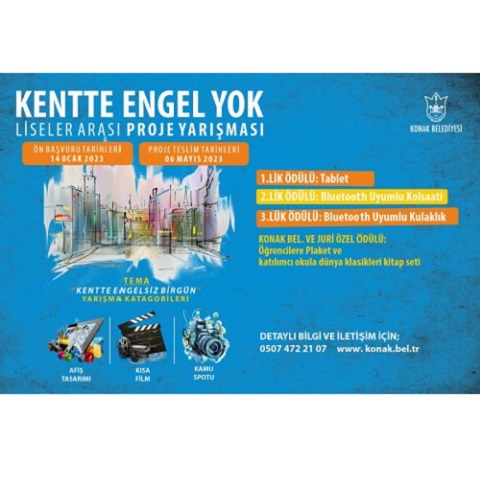 KENTTE ENGEL YOK
LİSELER ARASI PROJE YARIŞMASI
ÖN BAŞVURU TARİHLERİ
14 OCAK 2023
PROJE TESLİM TARİHLERİ
06 MAYIS 2023
KONAK BELEDİYESİ
1.LİK ÖDÜLÜ: Tablet
2.LİK ÖDÜLÜ: Bluetooth Uyumlu Kolsaati
3.LÜK ÖDÜLÜ: Bluetooth Uyumlu Kulaklık
KONAK BEL. VE JURİ ÖZEL ÖDÜLÜ:
Öğrencilere Plaket ve
katılımcı okula dünya klasikleri kitap seti
TEMA
"KENTTE ENGELSİZ BİRGÜN"
YARIŞMA KATAGORİLERİ
AFİŞ
TASARIMI
KISA
FİLM
KAMU
SPOTU
DETAYLI BİLGİ VE İLETİŞİM İÇİN;
0507 472 21 07 www. konak.bel.tr